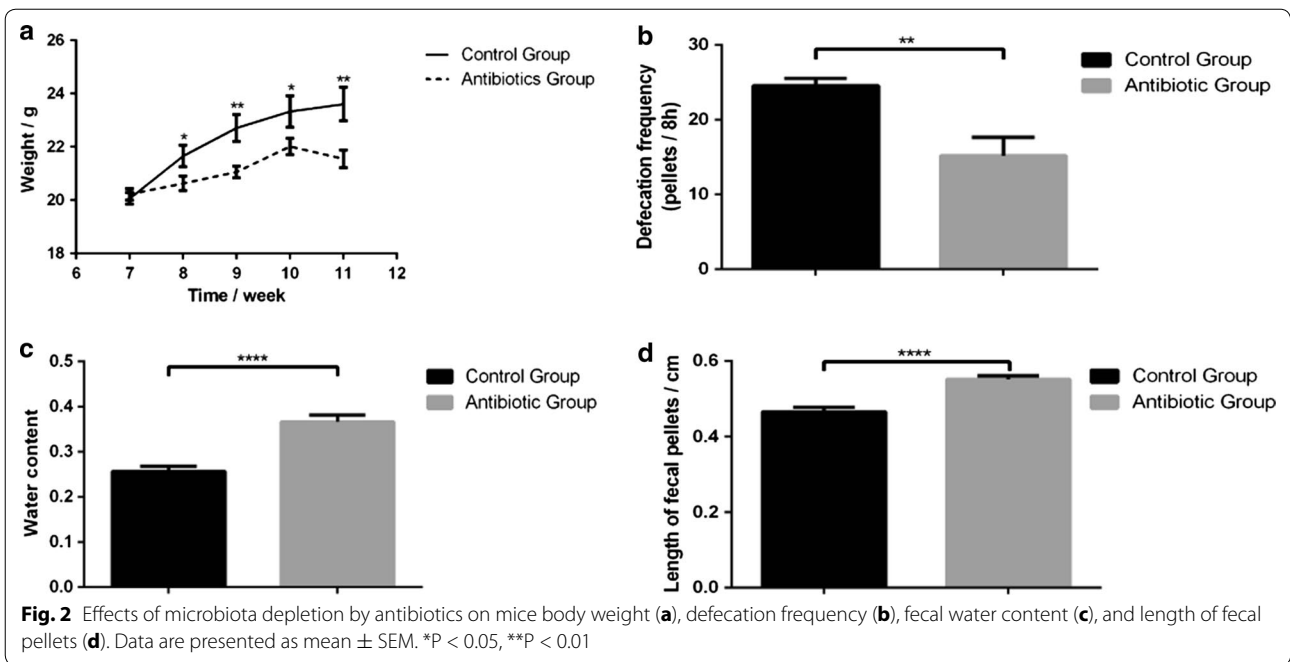 a
26
24
22
20
18
Weight / g
*
**
*
**
6 7 8 9 10 11 12
Time / week
Control Group
Antibiotics Group
b
30
20
10
0
Defecation frequency
(pellets / 8h)
**
Control Group
Antibiotic Group
c
0.5
0.4
0.3
0.2
0.1
0.0
Water content
****
Control Group
Antibiotic Group
d
0.6
0.4
0.2
0.0
Length of fecal pellets / cm
****
Control Group
Antibiotic Group
Fig. 2 Effects of microbiota depletion by antibiotics on mice body weight (a), defecation frequency (b), fecal water content (c), and length of fecal
pellets (d). Data are presented as mean ± SEM. *P < 0.05, **P < 0.01